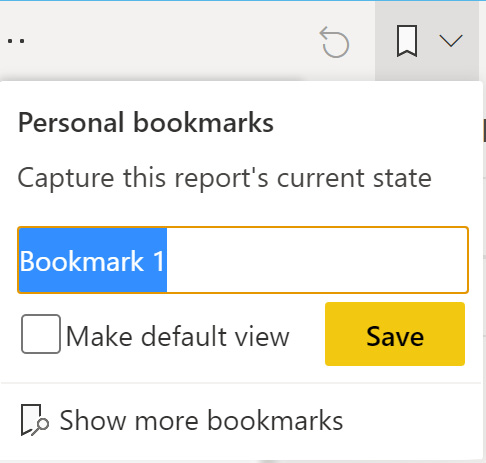 Personal bookmarks
Capture this report's current state
Bookmark 1
Make default view
Save
Show more bookmarks